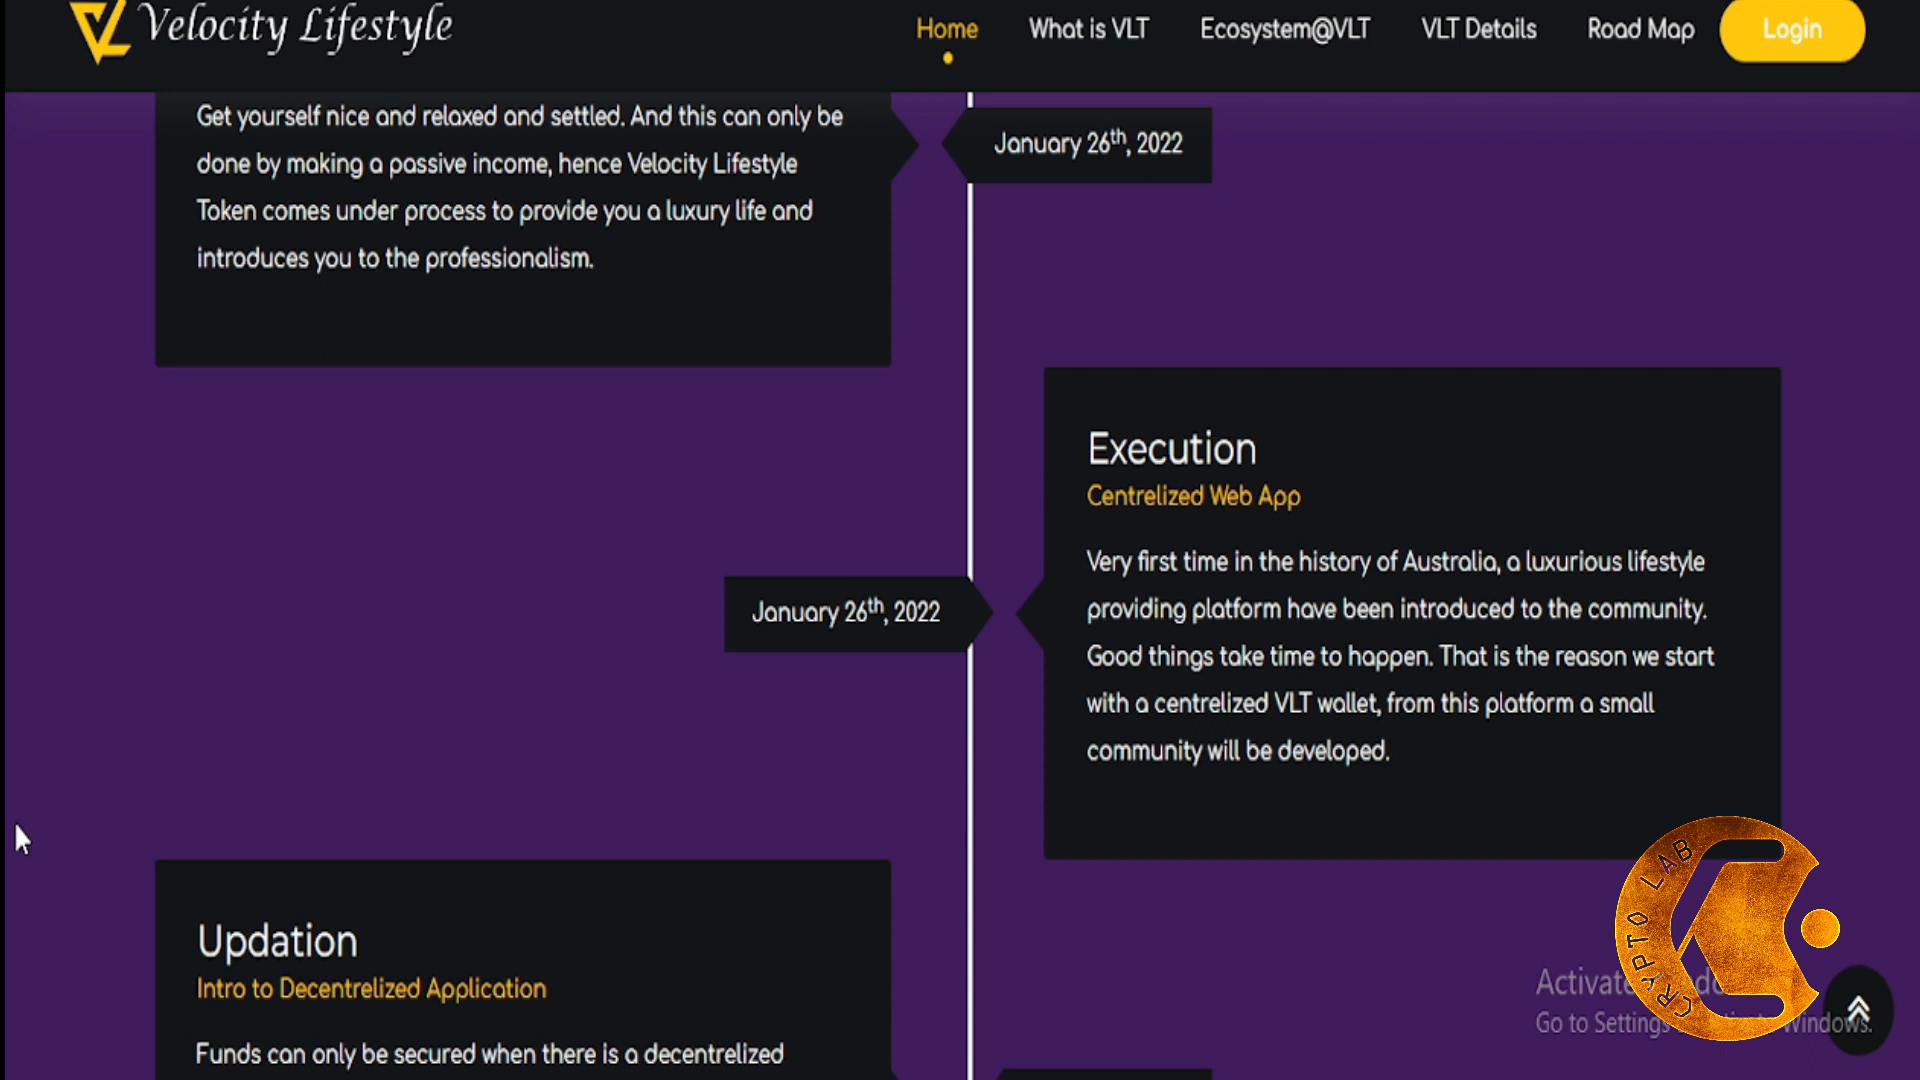 Velocity Lifestyle
Home
What is VLT
Ecosystem@VLT
VLT Details
Road Map
Login
Get yourself nice and relaxed and settled. And this can only be
done by making a passive income, hence Velocity Lifestyle
Token comes under process to provide you a luxury life and
introduces you to the professionalism.
January 26th, 2022
Execution
Centrelized Web App
Very first time in the history of Australia, a luxurious lifestyle
providing platform have been introduced to the community.
Good things take time to happen. That is the reason we start
with a centrelized VLT wallet, from this platform a small
community will be developed.
January 26th, 2022
Updation
Intro to Decentrelized Application
Funds can only be secured when there is a decentrelized
CRYPTO LAB
Go to Settings Windows.